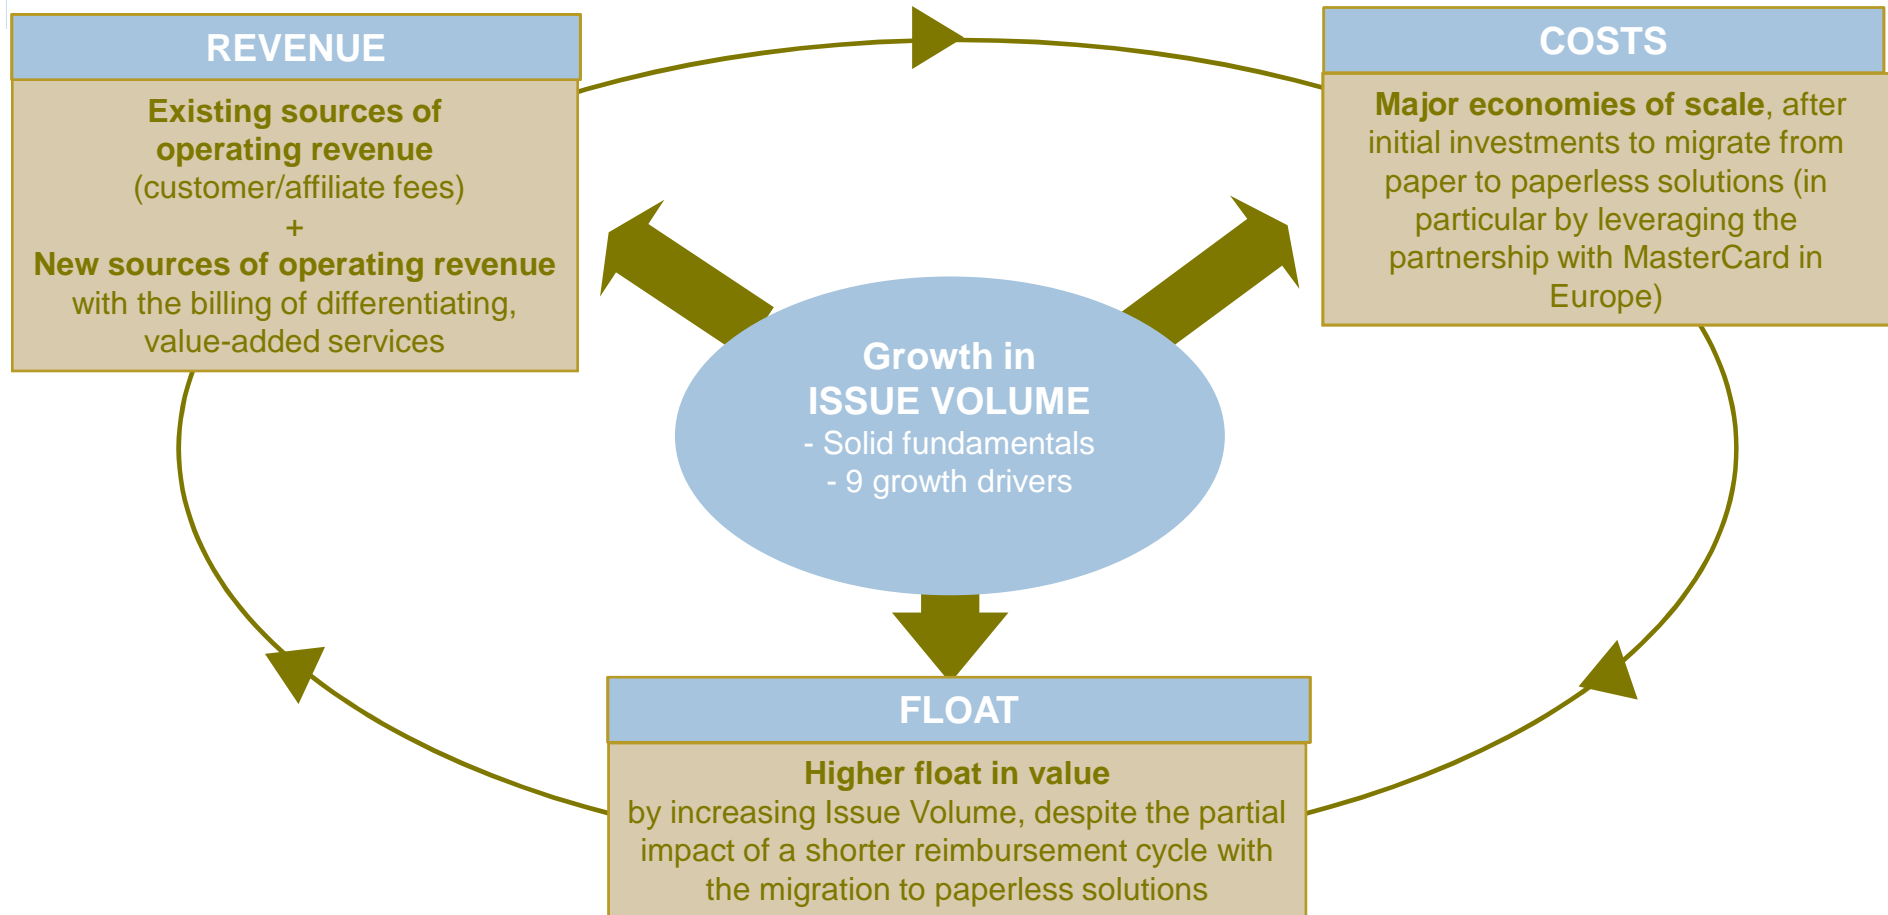 REVENUE
Existing sources of
operating revenue
(customer/affiliate fees)
+
New sources of operating revenue
with the billing of differentiating,
value-added services
COSTS
Major economies of scale, after
initial investments to migrate from
paper to paperless solutions (in
particular by leveraging the
partnership with MasterCard in
Europe)
Growth in
ISSUE VOLUME
- Solid fundamentals
- 9 growth drivers
FLOAT
Higher float in value
by increasing Issue Volume, despite the partial
impact of a shorter reimbursement cycle with
the migration to paperless solutions